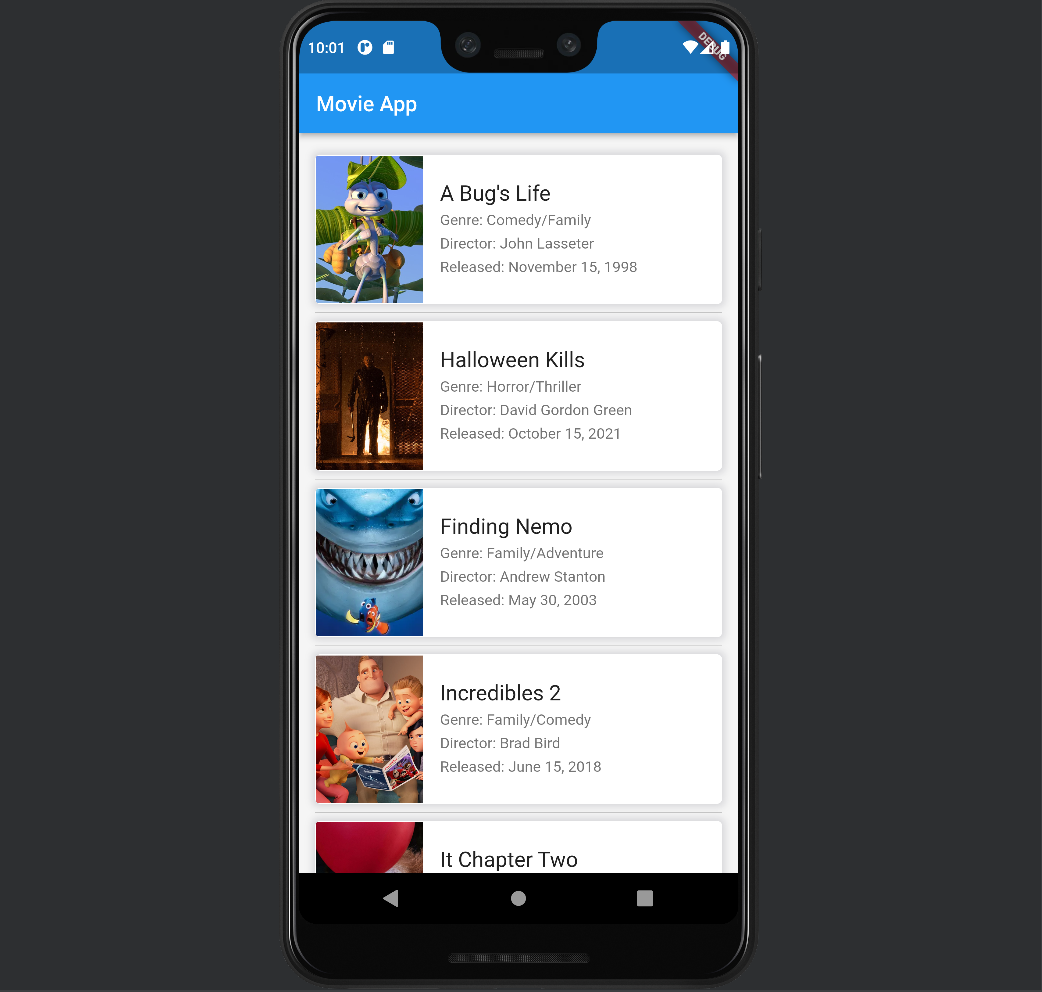 10:01
DEBUG
Movie App
A Bug's Life
Genre: Comedy/Family
Director: John Lasseter
Released: November 15, 1998
Halloween Kills
Genre: Horror/Thriller
Director: David Gordon Green
Released: October 15, 2021
Finding Nemo
Genre: Family/Adventure
Director: Andrew Stanton
Released: May 30, 2003
Incredibles 2
Genre: Family/Comedy
Director: Brad Bird
Released: June 15, 2018
It Chapter Two